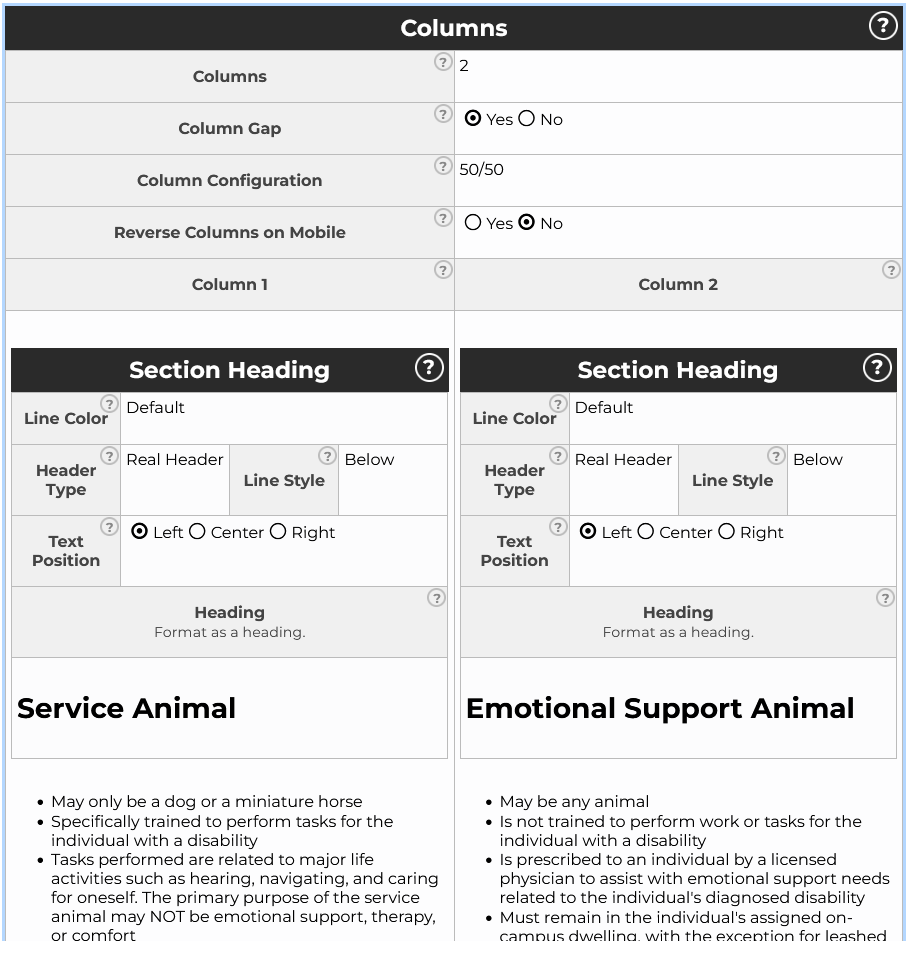 Columns ?
Columns ? 2
Column Gap ? Yes No
Column Configuration ? 50/50
Reverse Columns on Mobile ? Yes No
Column 1 ? Column 2 ?
Section Heading ?
Line Color ? Default
Header Type ? Real Header Line Style ? Below
Text Position ? Left Center Right
Heading ?
Format as a heading.
Service Animal
• May only be a dog or a miniature horse
• Specifically trained to perform tasks for the
individual with a disability
• Tasks performed are related to major life
activities such as hearing, navigating, and caring
for oneself. The primary purpose of the service
animal may NOT be emotional support, therapy,
or comfort
Section Heading ?
Line Color ? Default
Header Type ? Real Header Line Style ? Below
Text Position ? Left Center Right
Heading ?
Format as a heading.
Emotional Support Animal
• May be any animal
• Is not trained to perform work or tasks for the
individual with a disability
• Is prescribed to an individual by a licensed
physician to assist with emotional support needs
related to the individual's diagnosed disability
• Must remain in the individual's assigned on-
campus dwelling, with the exception for leashed